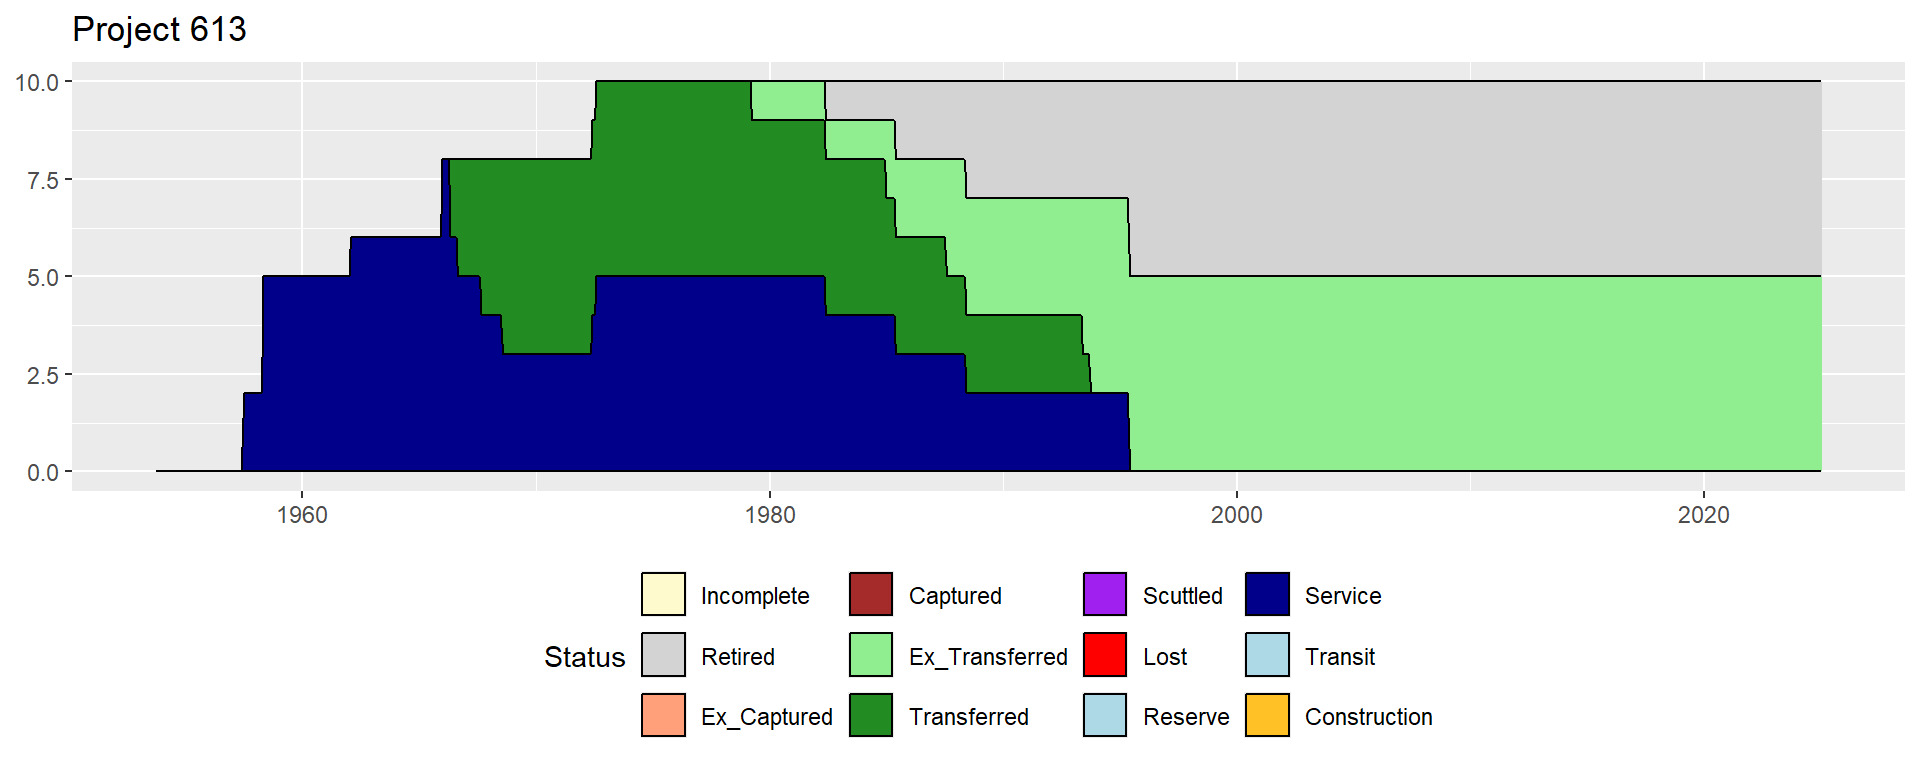 Project 613
10.0
7.5
5.0
2.5
0.0
1960 1980 2000 2020
Incomplete Captured Scuttled Service
Status Retired Ex_Transferred Lost Transit
Ex_Captured Transferred Reserve Construction